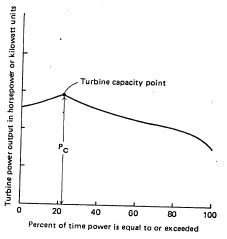 Turbine power output in horsepower or kilowatt units
Turbine capacity point
PC
0 20 40 60 80 100
Percent of time power is equal to or exceeded